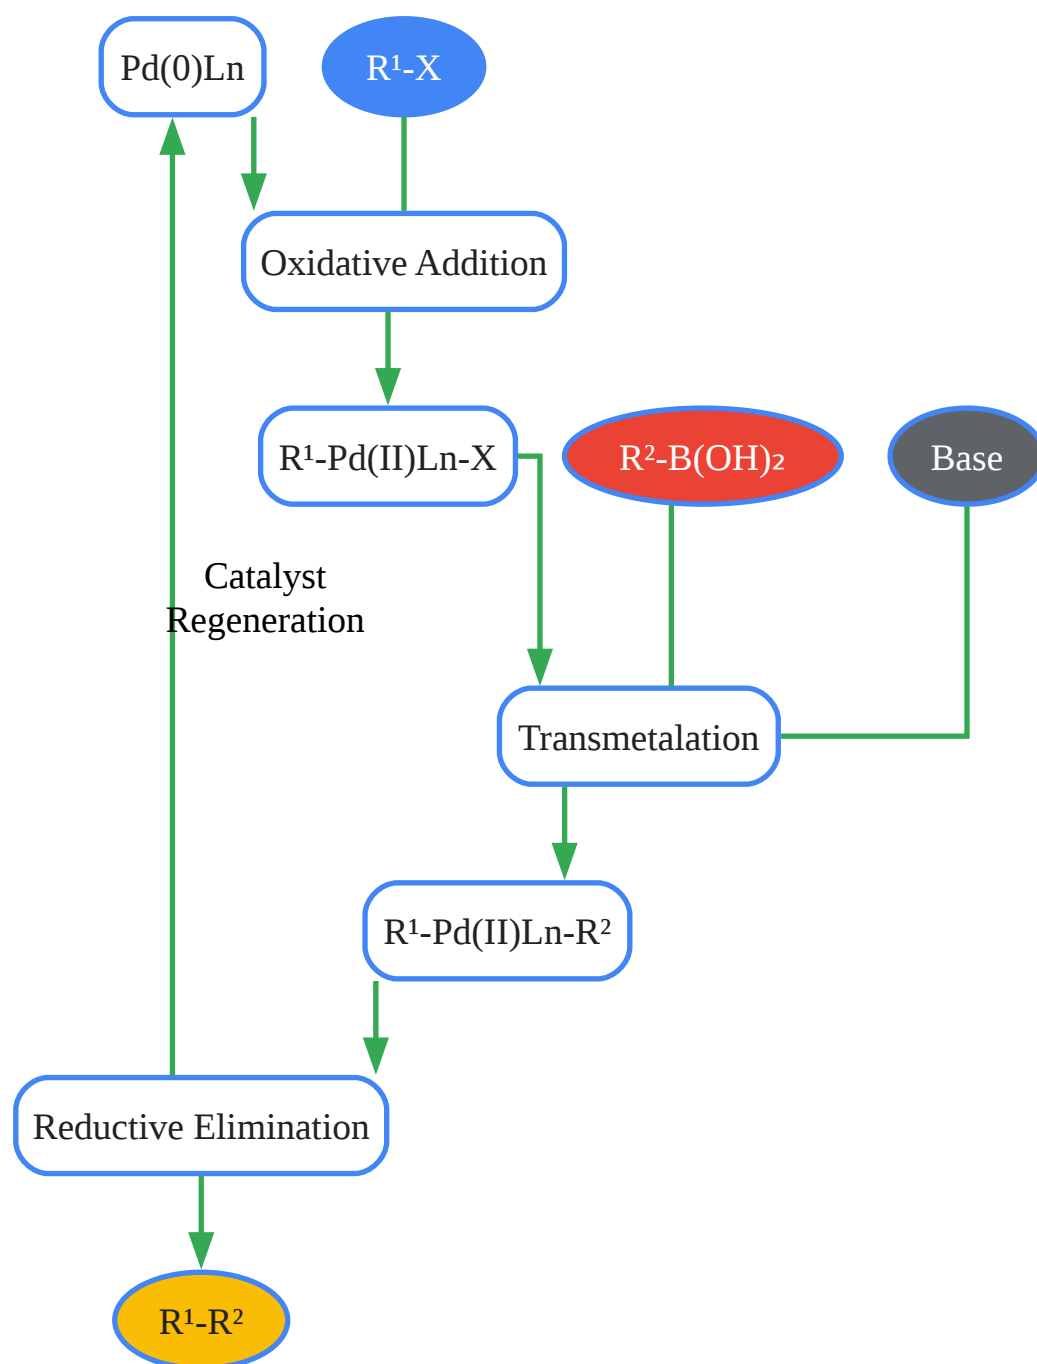 Pd(0)Ln
R¹-X
Oxidative Addition
R¹-Pd(II)Ln-X
R²-B(OH)₂
Base
Catalyst
Regeneration
Transmetalation
R¹-Pd(II)Ln-R²
Reductive Elimination
R¹-R²